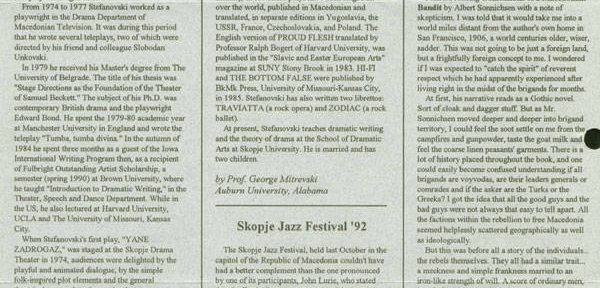 From 1974 to 1977 Stefanovski worked as a
playwright in the Drama Department of
Macedonian Television. It was during this period
that he wrote several teleplays, two of which were
directed by his friend and colleague Slobodan
Unkovski.
In 1979 he received his Master's degree from The
University of Belgrade. The title of his thesis was
"Stage Directions as the Foundation of the Theater
of Samuel Beckett." The subject of his Ph.D. was
contemporary British drama and the playwright
Edward Bond. He spent the 1979-80 academic year
at Manchester University in England and wrote the
teleplay "Tumba, tumba divina." In the autumn of
1984 he spent three months as a guest of the Iowa
International Writing Program then, as a recipient
of Fulbright Outstanding Artist Scholarship, a
semester (spring 1990) at Brown University, where
he taught "Introduction to Dramatic Writing," in the
Theater, Speech and Dance Department. While in
the US, he also lectured at Harvard University,
UCLA and The University of Missouri, Kansas
City.
When Stefanovski's first play, "YANE
ZADROGAZ," was staged at the Skopje Drama
Theater in 1974, audiences were delighted by the
playful and animated dialogue, by the simple
folk-inspired plot elements and the general
over the world, published in Macedonian and
translated, in separate editions in Yugoslavia, the
USSR, France, Czechoslovakia, and Poland. The
English version of PROUD FLESH translated by
Professor Ralph Bogert of Harvard University, was
published in the "Slavic and Easter European Arts"
magazine at SUNY Stony Brook in 1983. HI-FI
and THE BOTTOM FALSE were published by
BkMk Press, University of Missouri-Kansas City,
in 1985. Stefanovski has also written two librettos:
TRAVIATTA (a rock opera) and ZODIAC (a rock
ballet).
At present, Stefanovski teaches dramatic writing
and the theory of drama at the School of Dramatic
Arts at Skopje University. He is married and has
two children.
by Prof. George Mitrevski
Auburn University, Alabama
Skopje Jazz Festival '92
The Skopje Jazz Festival, held last October in the
capitol of the Republic of Macedonia couldn't have
had a better complement than the one pronounced
by one of its participants, John Lurie, who stated
Bandit by Albert Sonnichsen with a note of
skepticism. I was told that it would take me into a
world miles distant from the author's own home in
San Francisco, 1906, a world centuries older, wiser,
sadder. This was not going to be just a foreign land,
but a frightfully foreign concept to me. I wondered
if I was expected to "catch the spirit" of reverent
respect which he had apparently experienced after
living right in the midst of the brigands for months.
At first, his narrative reads as a Gothic novel.
Sort of cloak and dagger stuff. But as Mr.
Sonnichsen moved deeper and deeper into brigand
territory, I could feel the soot settle on me from the
campfires and gunpowder, taste the goat milk and
feel the coarse linen peasants' garments. There is a
lot of history placed throughout the book, and one
could easily become confused understanding if all
brigands are voyvodas, are their leaders generals or
comrades and if the asker are the Turks or the
Greeks? I got the idea that all the good guys and the
bad guys were not always that easy to tell apart. All
the factions within the rebellion to free Macedonia
seemed helplessly scattered geographically as well
as ideologically.
But this was before all a story of the individuals...
the rebels themselves. They all had a similar trait...
a meekness and simple frankness married to an
iron-like strength of will. A score of ordinary men,